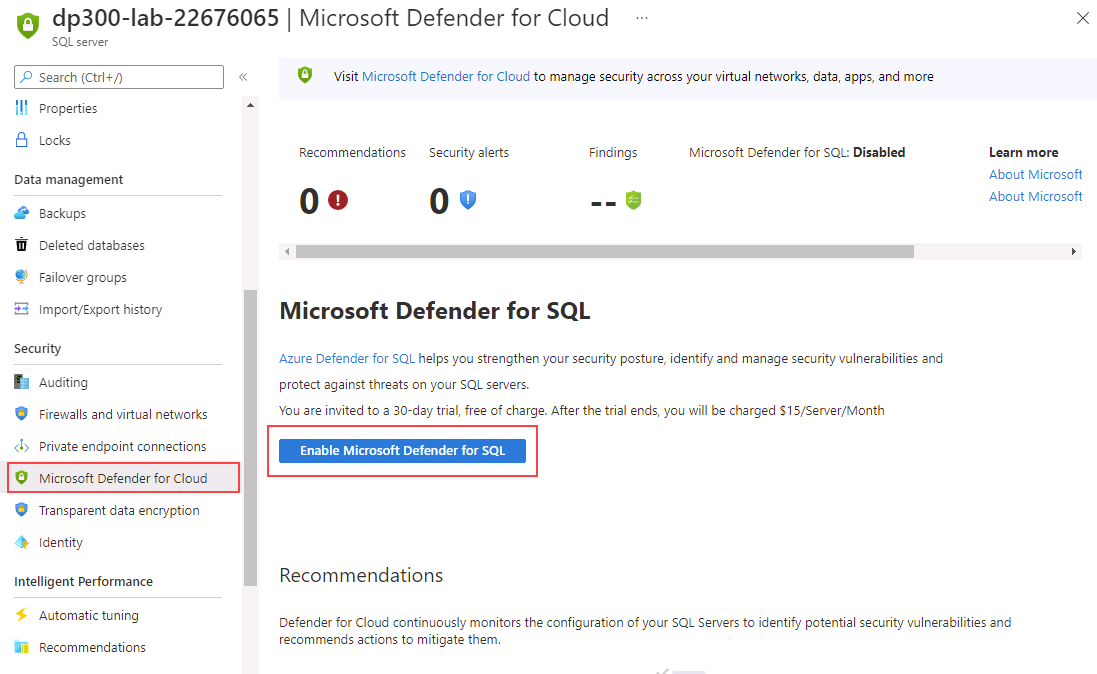 dp300-lab-22676065 | Microsoft Defender for Cloud ...
SQL server
Search (Ctrl+/)
«
Properties
Locks
Data management
Backups
Deleted databases
Failover groups
Import/Export history
Security
Auditing
Firewalls and virtual networks
Private endpoint connections
Microsoft Defender for Cloud
Transparent data encryption
Identity
Intelligent Performance
Automatic tuning
Recommendations
Visit Microsoft Defender for Cloud to manage security across your virtual networks, data, apps, and more
Recommendations
0
Security alerts
0
Findings
--
Microsoft Defender for SQL: Disabled
Learn more
About Microsoft
About Microsoft
Microsoft Defender for SQL
Azure Defender for SQL helps you strengthen your security posture, identify and manage security vulnerabilities and
protect against threats on your SQL servers.
You are invited to a 30-day trial, free of charge. After the trial ends, you will be charged $15/Server/Month
Enable Microsoft Defender for SQL
Recommendations
Defender for Cloud continuously monitors the configuration of your SQL Servers to identify potential security vulnerabilities and
recommends actions to mitigate them.